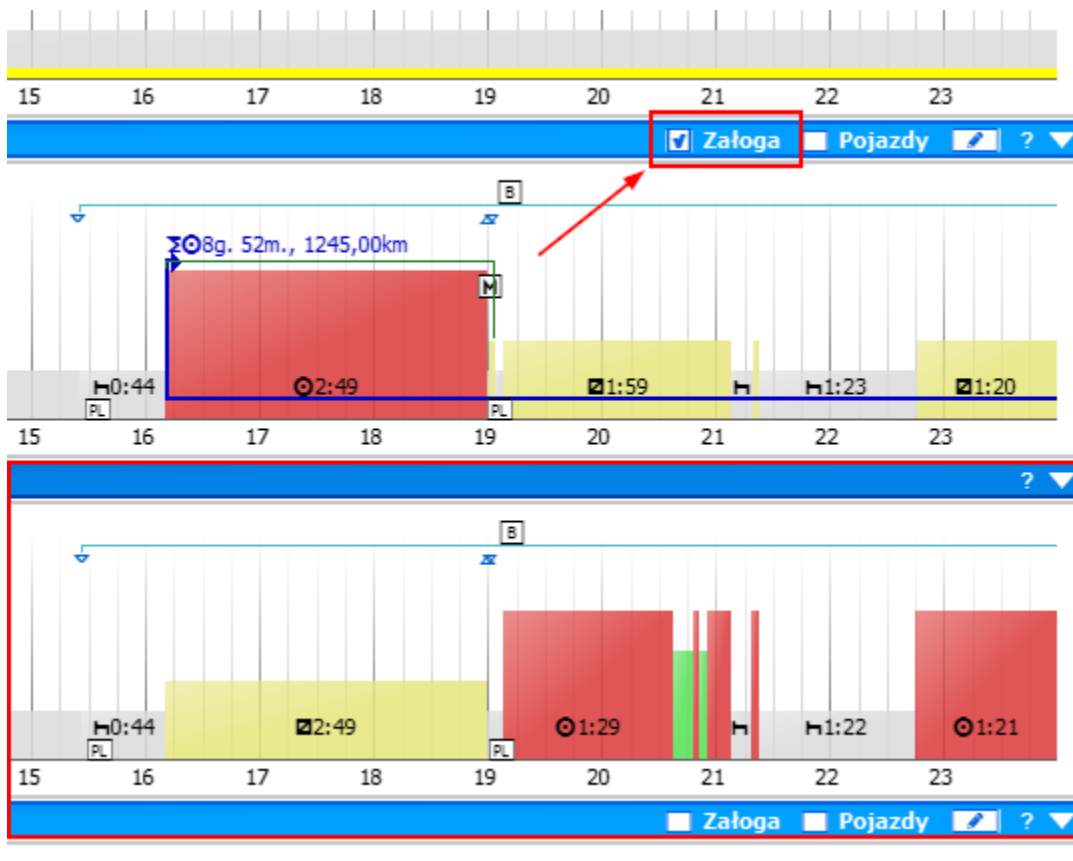 15 16 17 18 19 20 21 22 23
Załoga Pojazdy ?
B
Σ⊙8g. 52m., 1245,00km
M
0:44 2:49 1:59 1:23 1:20
PL PL
15 16 17 18 19 20 21 22 23
?
B
0:44 2:49 1:29 1:22 1:21
PL PL
15 16 17 18 19 20 21 22 23
Załoga Pojazdy ?